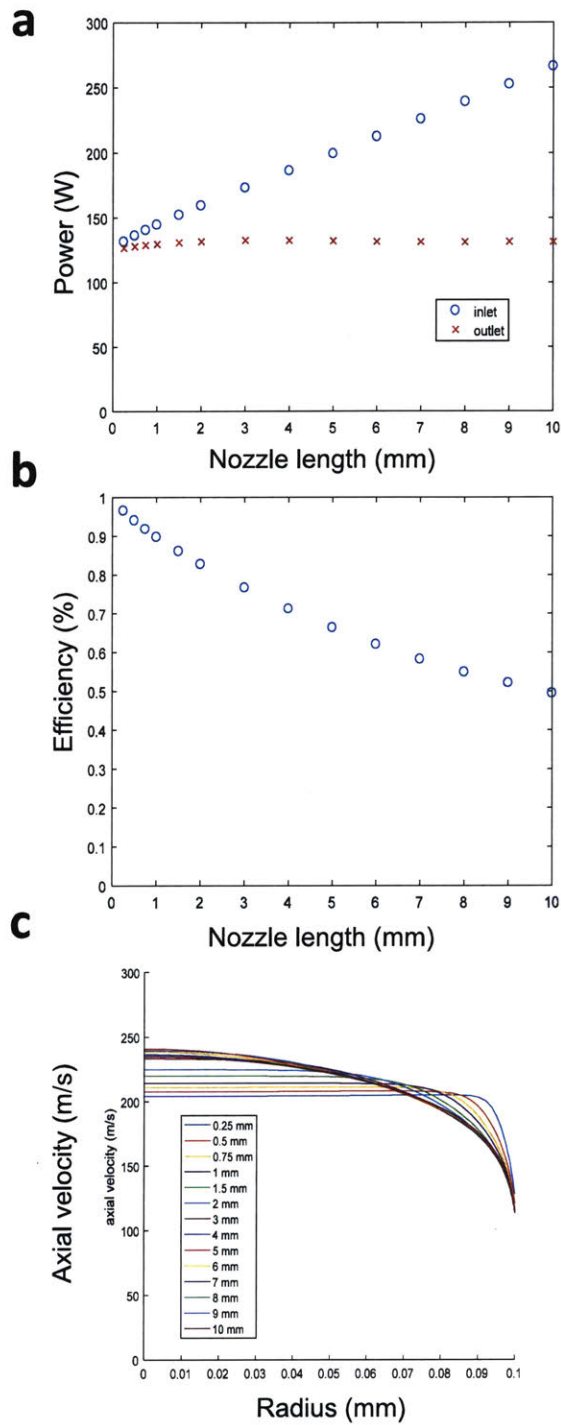 a
300
250
200
150
100
50
0
Power (W)
inlet
outlet
0 1 2 3 4 5 6 7 8 9 10
Nozzle length (mm)
b
1
0.9
0.8
0.7
0.6
0.5
0.4
0.3
0.2
0.1
0
Efficiency (%)
0 1 2 3 4 5 6 7 8 9 10
Nozzle length (mm)
c
300
250
200
150
100
50
0
Axial velocity (m/s)
axial velocity (m/s)
0.25 mm
0.5 mm
0.75 mm
1 mm
1.5 mm
2 mm
3 mm
4 mm
5 mm
6 mm
7 mm
8 mm
9 mm
10 mm
0 0.01 0.02 0.03 0.04 0.05 0.06 0.07 0.08 0.09 0.1
Radius (mm)